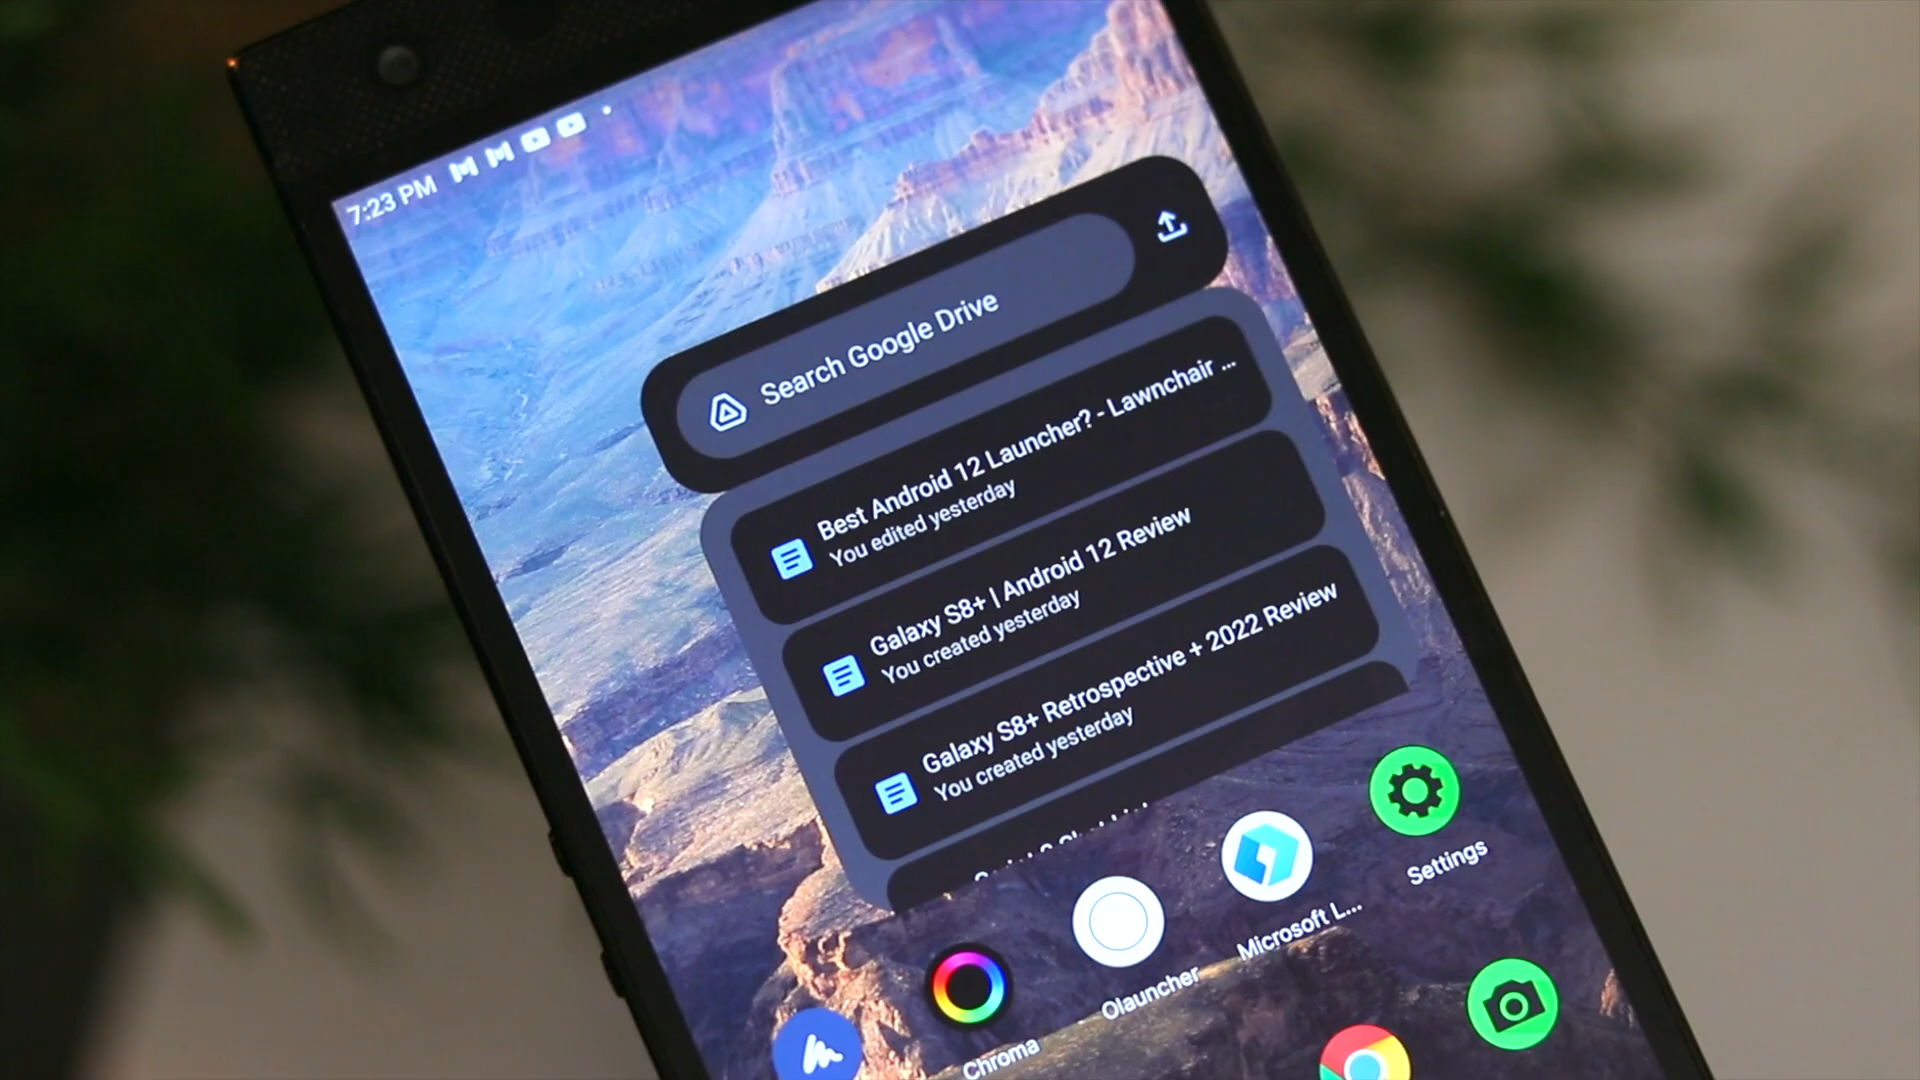 7:23 PM
Search Google Drive
Best Android 12 Launcher? - Lawnchair ...
You edited yesterday
Galaxy S8+ | Android 12 Review
You created yesterday
Galaxy S8+ Retrospective + 2022 Review
You created yesterday
Settings
Microsoft L...
Olauncher
Chroma